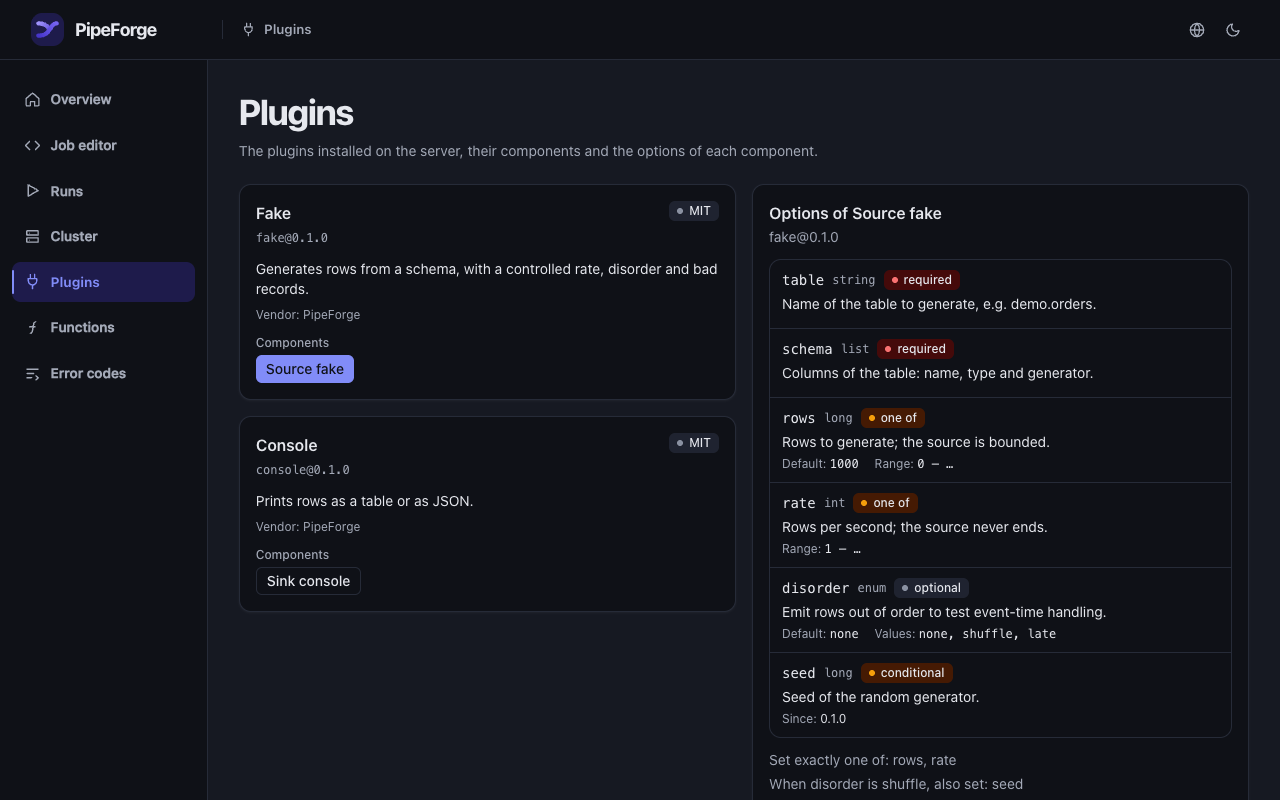 PipeForge
Plugins
Overview
Job editor
Runs
Cluster
Plugins
Functions
Error codes
Plugins
The plugins installed on the server, their components and the options of each component.
Fake
MIT
fake@0.1.0
Generates rows from a schema, with a controlled rate, disorder and bad
records.
Vendor: PipeForge
Components
Source fake
Console
MIT
console@0.1.0
Prints rows as a table or as JSON.
Vendor: PipeForge
Components
Sink console
Options of Source fake
fake@0.1.0
table string required
Name of the table to generate, e.g. demo.orders.
schema list required
Columns of the table: name, type and generator.
rows long one of
Rows to generate; the source is bounded.
Default: 1000 Range: 0 – …
rate int one of
Rows per second; the source never ends.
Range: 1 – …
disorder enum optional
Emit rows out of order to test event-time handling.
Default: none Values: none, shuffle, late
seed long conditional
Seed of the random generator.
Since: 0.1.0
Set exactly one of: rows, rate
When disorder is shuffle, also set: seed